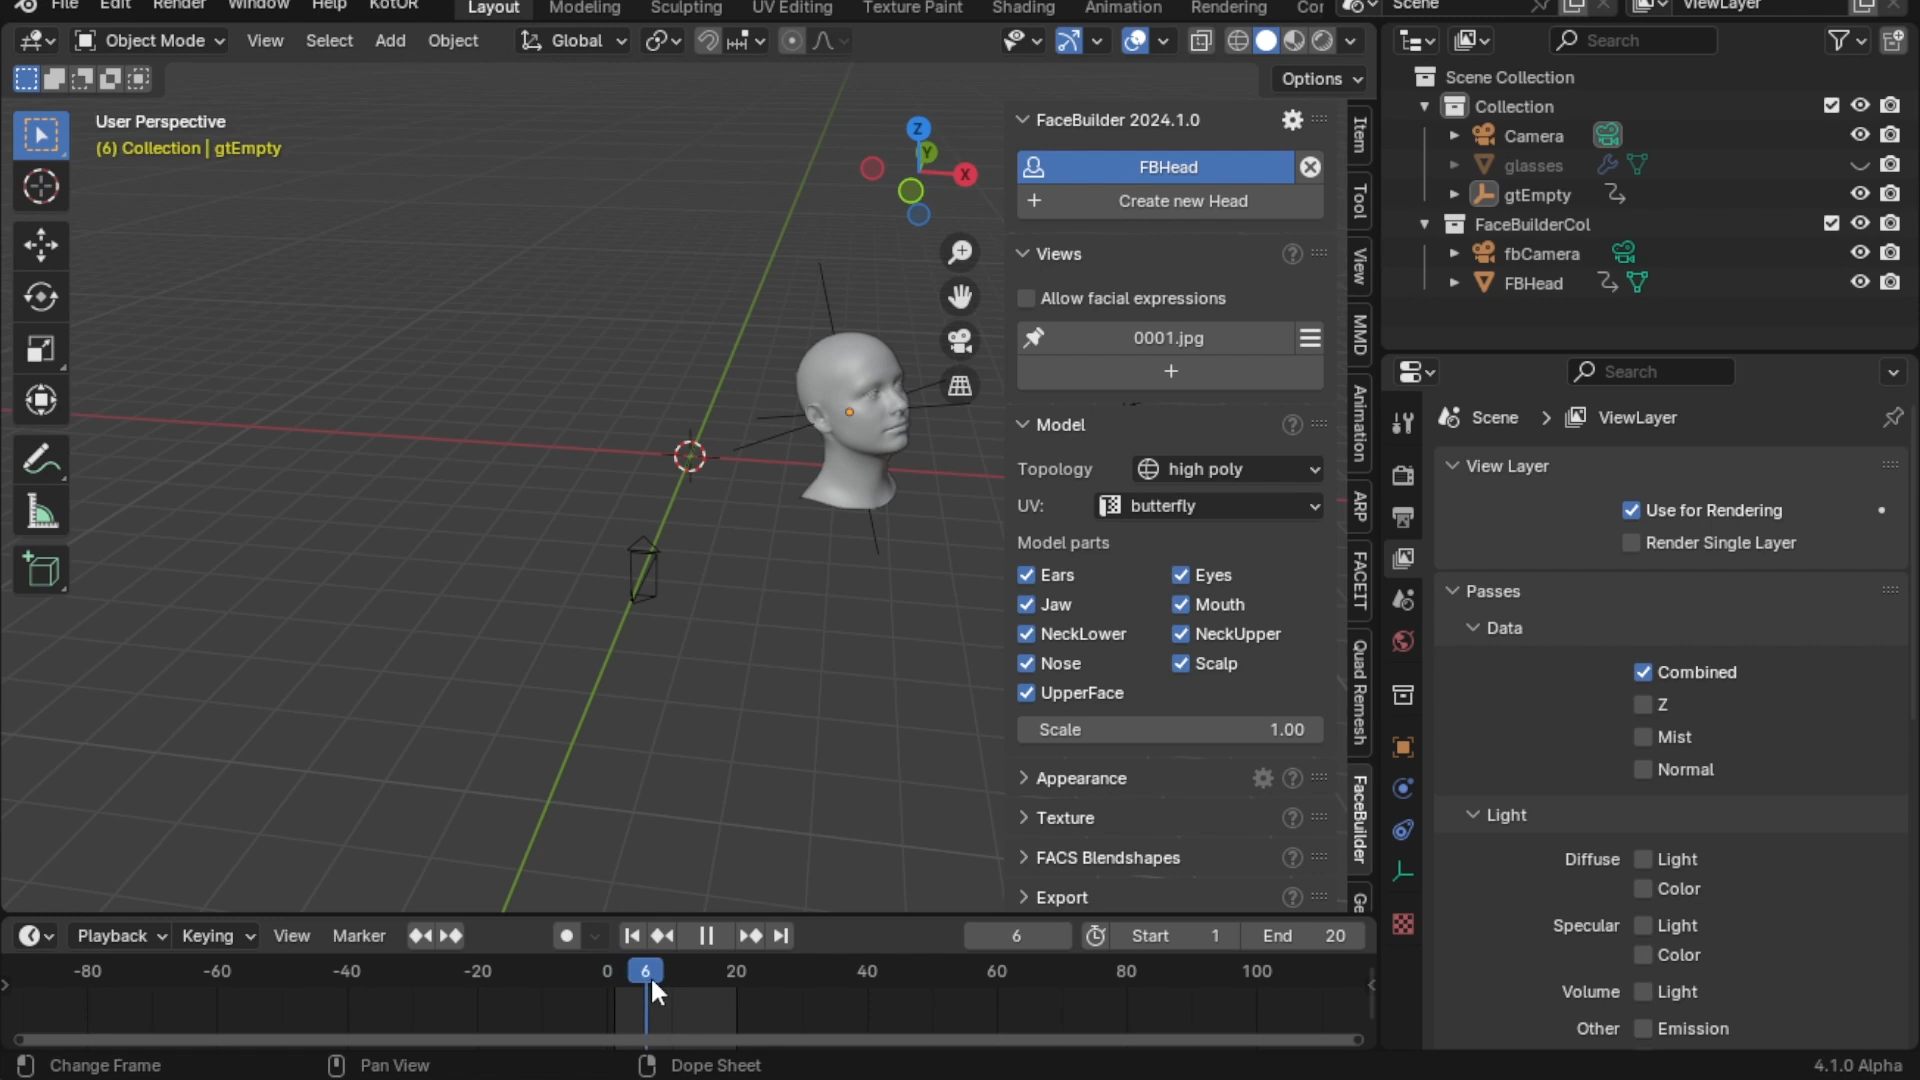 File Edit Render Window Help KotOR Layout Modeling Sculpting UV Editing Texture Paint Shading Animation Rendering Scene ViewLayer
Object Mode View Select Add Object Global Search
Options
User Perspective
(6) Collection | gtEmpty
Z
Y
X
FaceBuilder 2024.1.0
FBHead
+ Create new Head
Views
Allow facial expressions
0001.jpg
+
Model
Topology high poly
UV: butterfly
Model parts
Ears Eyes
Jaw Mouth
NeckLower NeckUpper
Nose Scalp
UpperFace
Scale 1.00
Appearance
Texture
FACS Blendshapes
Export
Item
Tool
View
MMD
Animation
ARP
FACEIT
Quad Remesh
FaceBuilder
Ge
Scene Collection
Collection
Camera
glasses
gtEmpty
FaceBuilderCol
fbCamera
FBHead
Search
Scene > ViewLayer
View Layer
Use for Rendering
Render Single Layer
Passes
Data
Combined
Z
Mist
Normal
Light
Diffuse Light
Color
Specular Light
Color
Volume Light
Other Emission
Playback Keying View Marker 6 Start 1 End 20
-80 -60 -40 -20 0 6 20 40 60 80 100
Change Frame Pan View Dope Sheet 4.1.0 Alpha